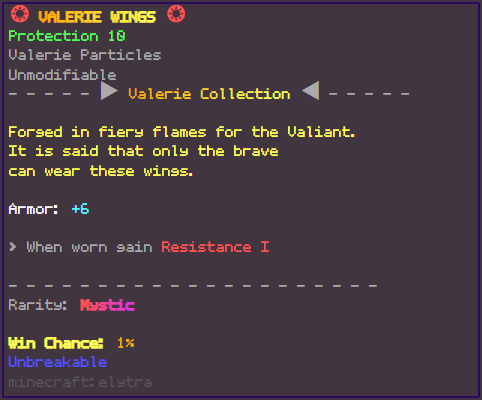 ❂ VALERIE WINGS ❂
Protection 10
Valerie Particles
Unmodifiable
- - - - - ▶ Valerie Collection ◀ - - - - -
Forged in fiery flames for the Valiant.
It is said that only the brave
can wear these wings.
Armor: +6
> When worn gain Resistance I
- - - - - - - - - - - - - - - - - - - - -
Rarity: Mystic
Win Chance: 1%
Unbreakable
minecraft:elytra